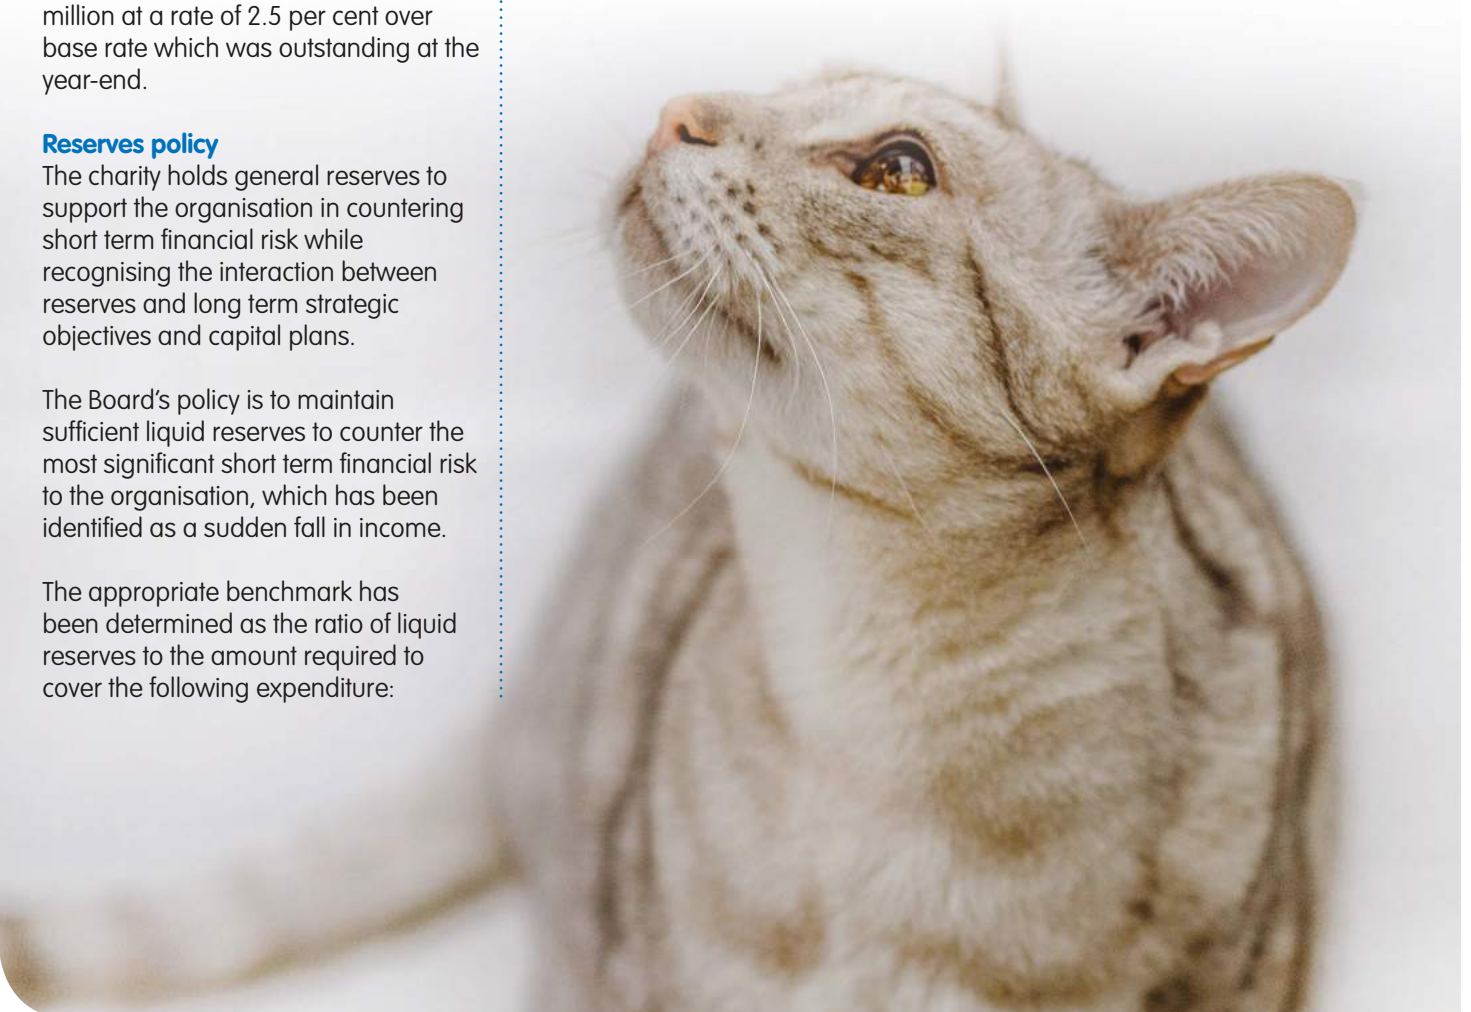 million at a rate of 2.5 per cent over
base rate which was outstanding at the
year-end.
Reserves policy
The charity holds general reserves to
support the organisation in countering
short term financial risk while
recognising the interaction between
reserves and long term strategic
objectives and capital plans.
The Board’s policy is to maintain
sufficient liquid reserves to counter the
most significant short term financial risk
to the organisation, which has been
identified as a sudden fall in income.
The appropriate benchmark has
been determined as the ratio of liquid
reserves to the amount required to
cover the following expenditure: